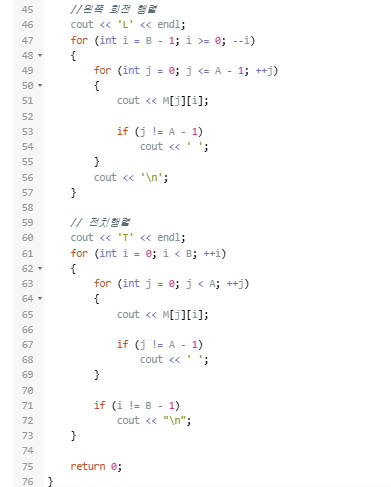 45 //왼쪽 회전 행렬
46 cout << 'L' << endl;
47 for (int i = B - 1; i >= 0; --i)
48 {
49 for (int j = 0; j <= A - 1; ++j)
50 {
51 cout << M[j][i];
52
53 if (j != A - 1)
54 cout << ' ';
55 }
56 cout << '\n';
57 }
58
59 // 전치행렬
60 cout << 'T' << endl;
61 for (int i = 0; i < B; ++i)
62 {
63 for (int j = 0; j < A; ++j)
64 {
65 cout << M[j][i];
66
67 if (j != A - 1)
68 cout << ' ';
69 }
70
71 if (i != B - 1)
72 cout << "\n";
73 }
74
75 return 0;
76 }